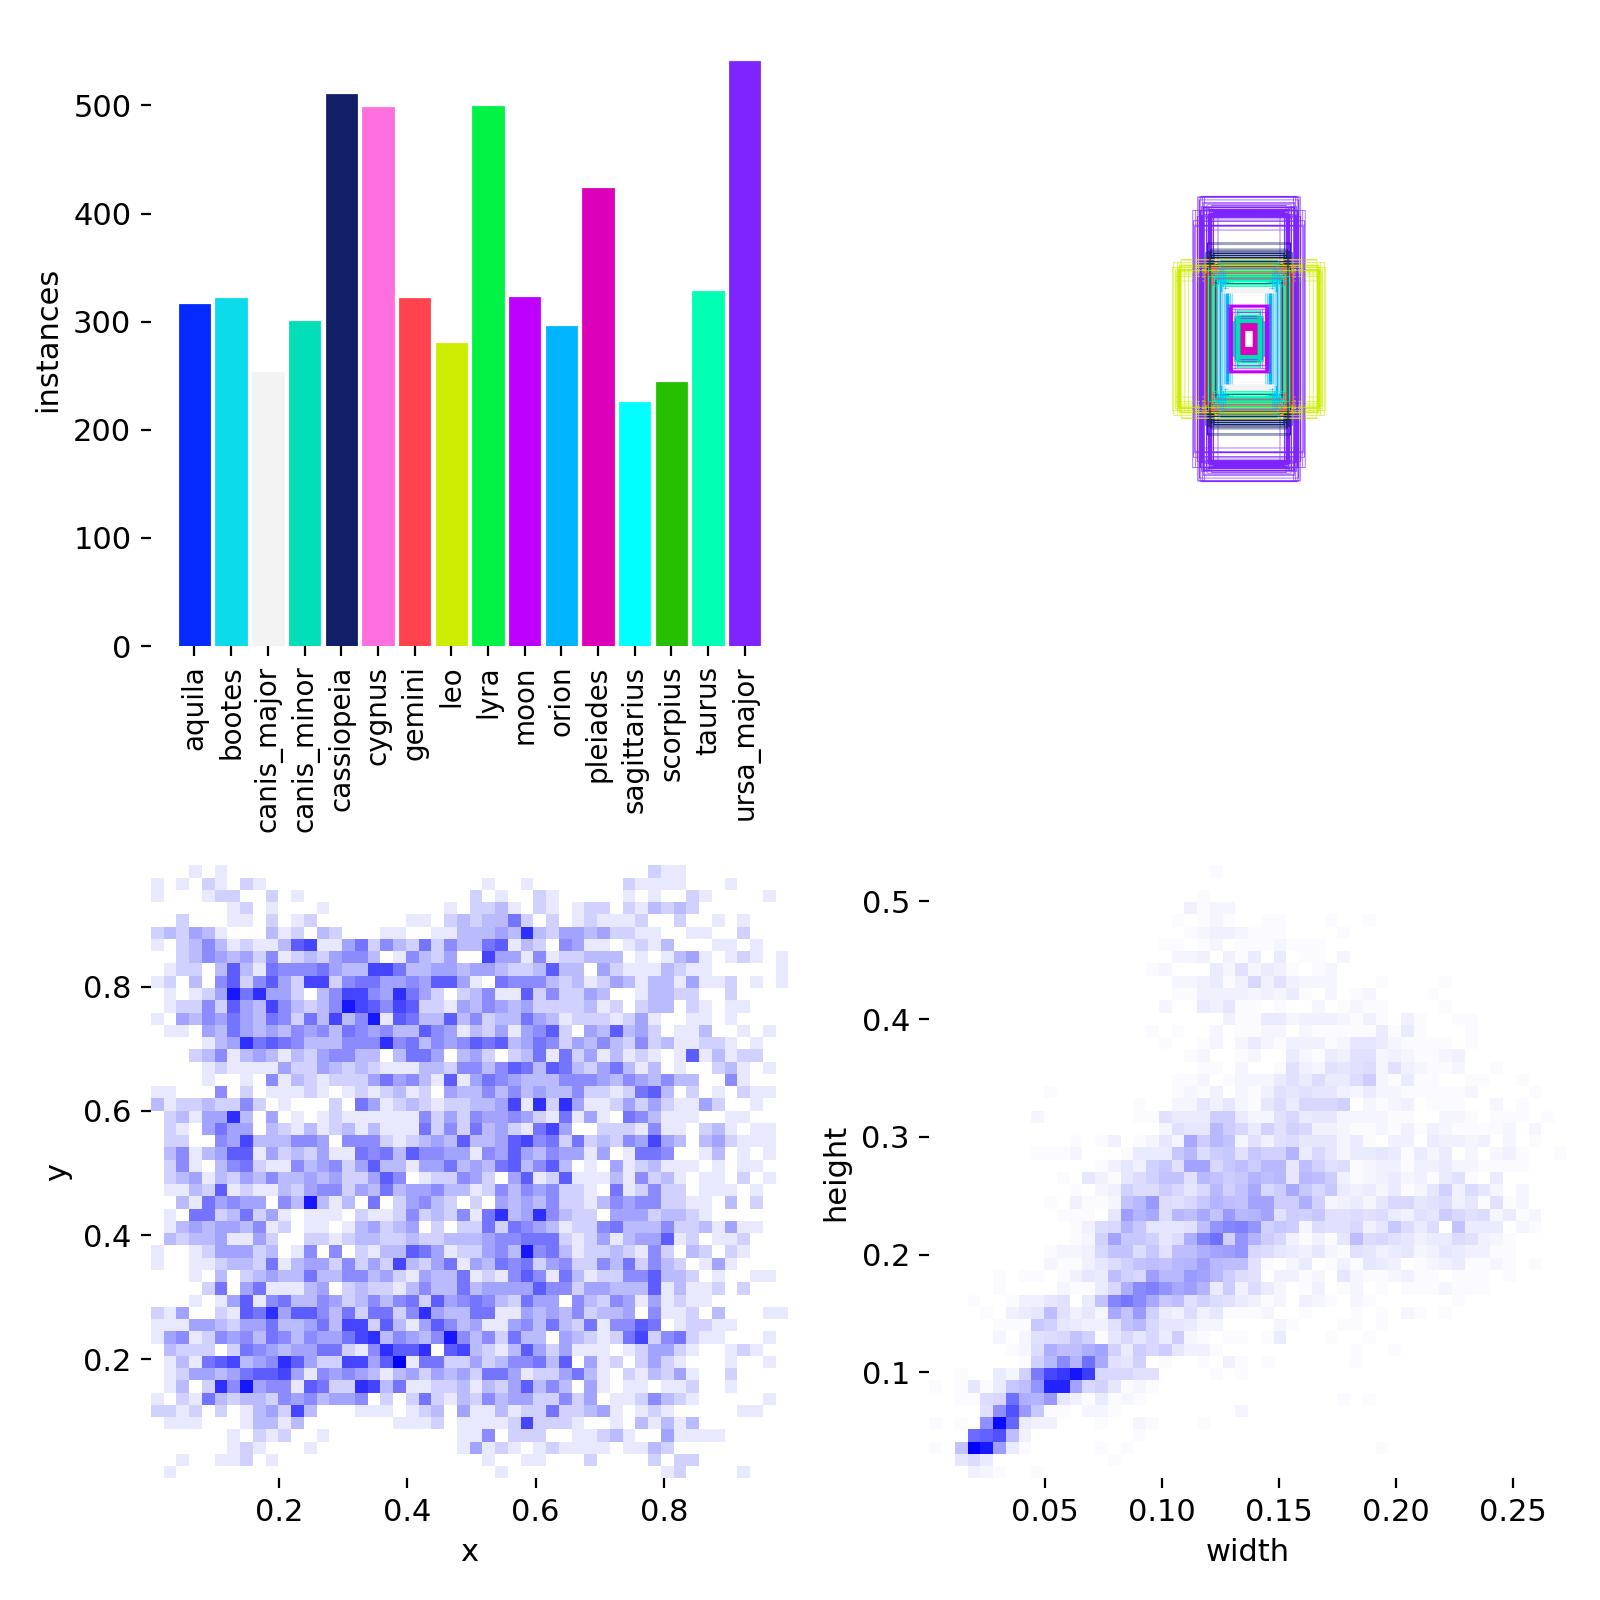 instances
500
400
300
200
100
0
aquila
bootes
canis_major
canis_minor
cassiopeia
cygnus
gemini
leo
lyra
moon
orion
pleiades
sagittarius
scorpius
taurus
ursa_major
y
0.8
0.6
0.4
0.2
0.2 0.4 0.6 0.8
x
height
0.5
0.4
0.3
0.2
0.1
0.05 0.10 0.15 0.20 0.25
width